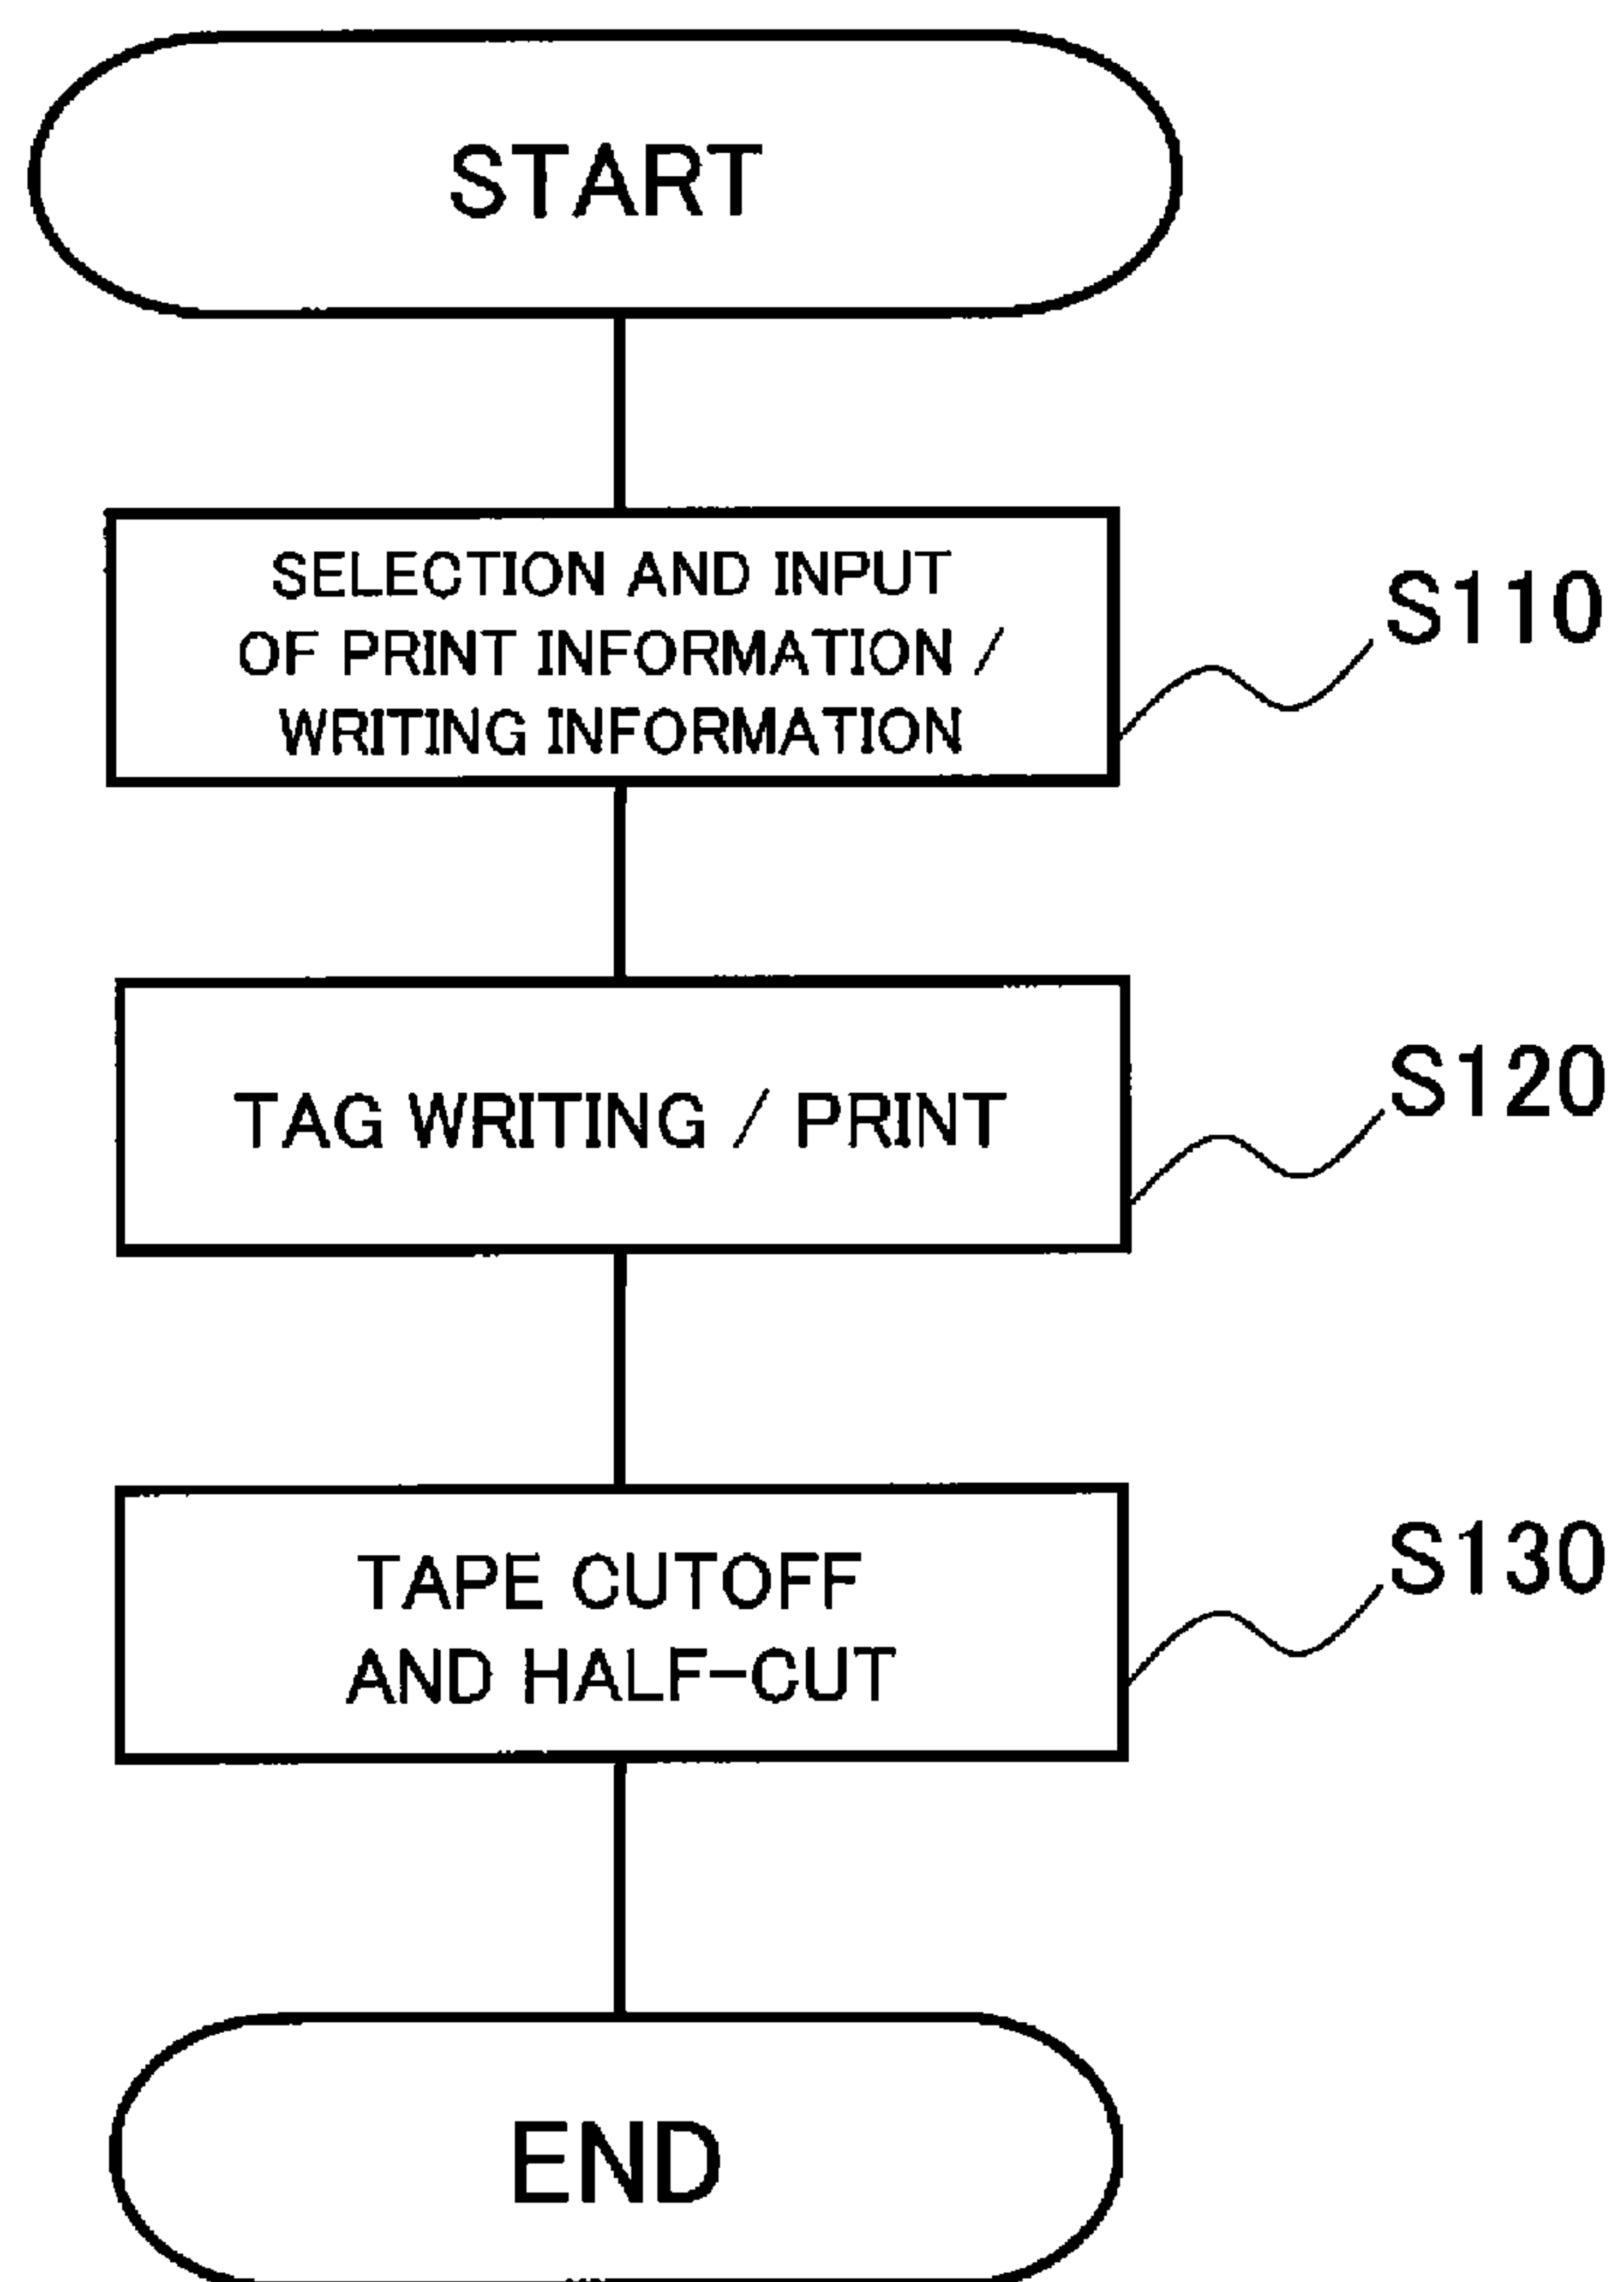 START
SELECTION AND INPUT
OF PRINT INFORMATION /
WRITING INFORMATION
S110
TAG WRITING / PRINT
S120
TAPE CUTOFF
AND HALF-CUT
S130
END